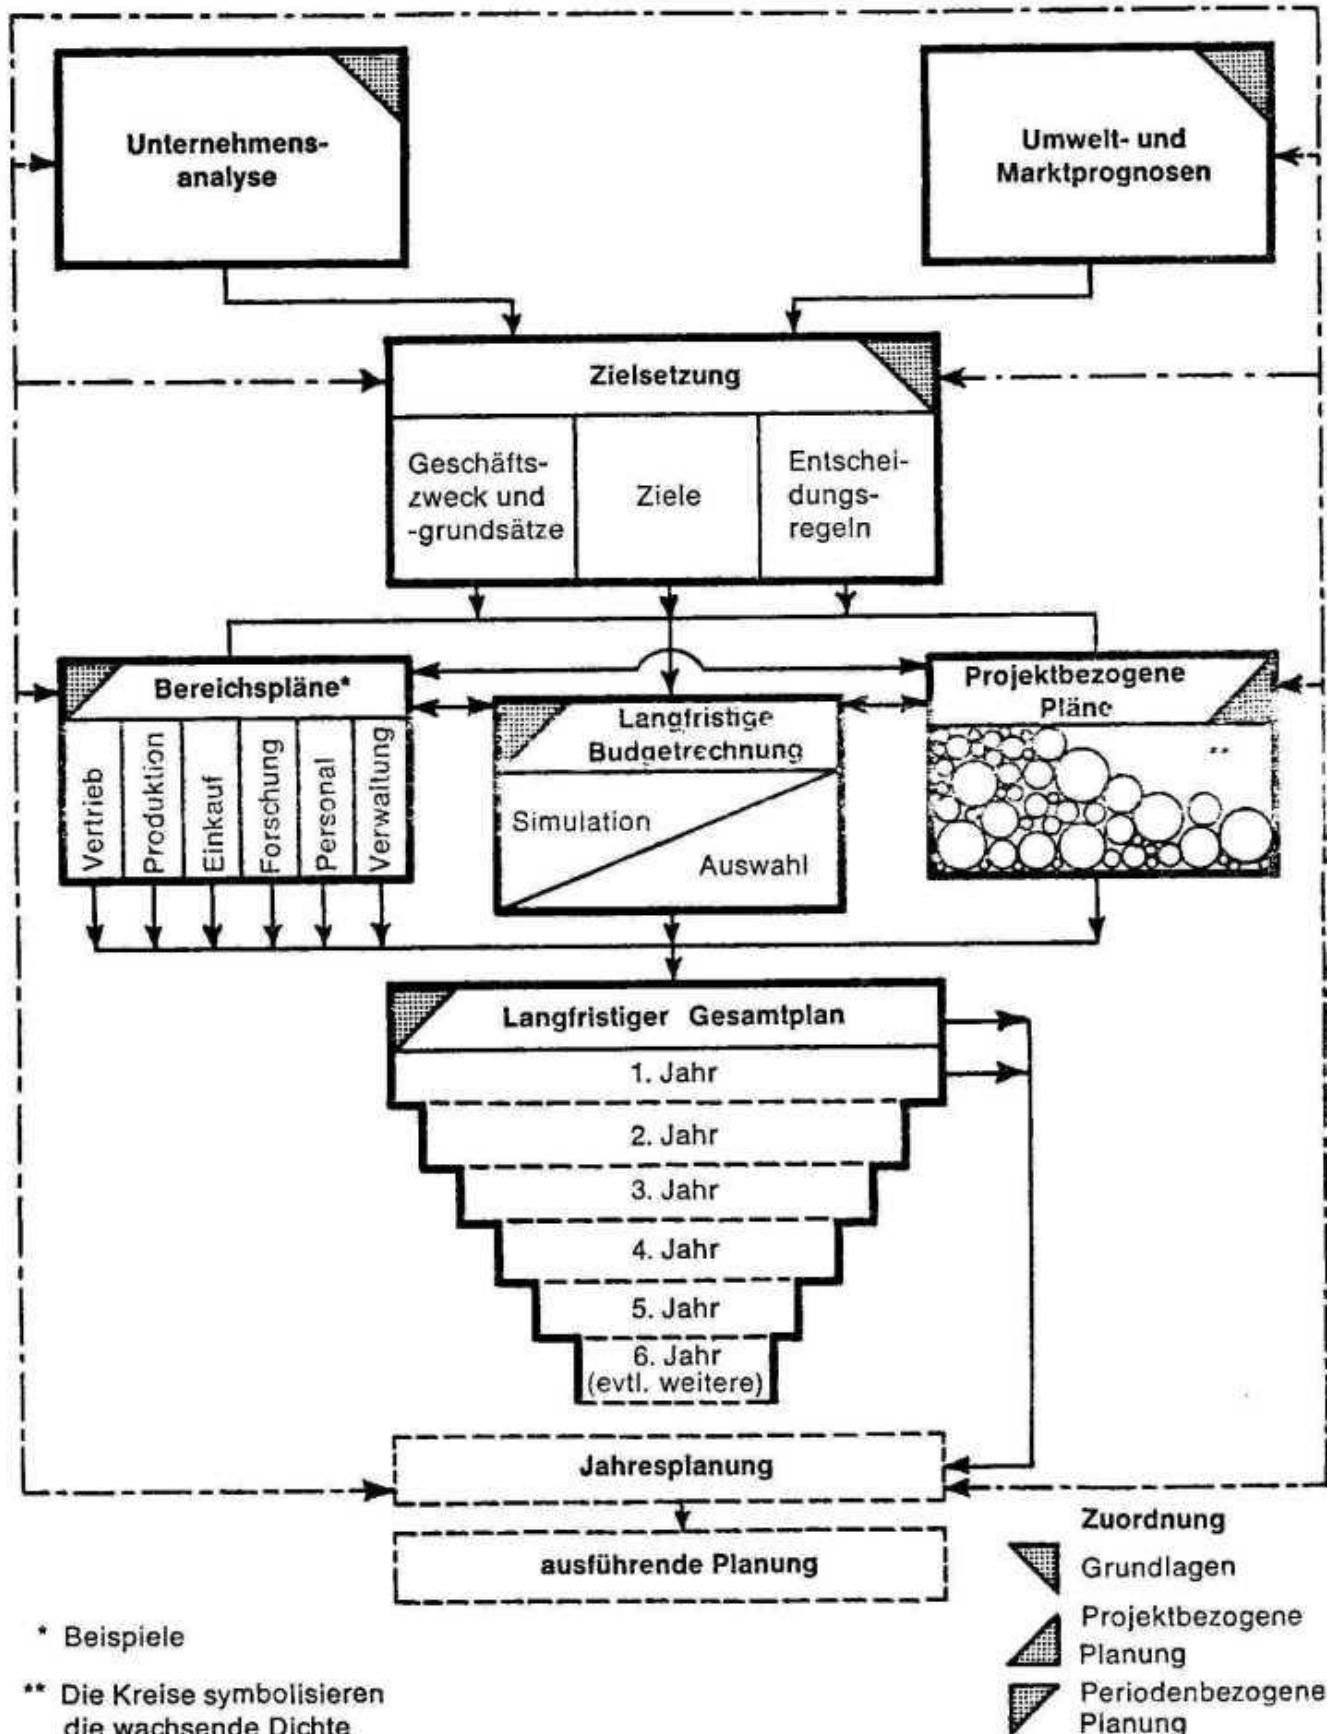 Unternehmens-
analyse
Umwelt- und
Marktprognosen
Zielsetzung
Geschäfts-
zweck und
-grundsätze
Ziele
Entschei-
dungs-
regeln
Bereichspläne*
Vertrieb
Produktion
Einkauf
Forschung
Personal
Verwaltung
Langfristige
Budgetrechnung
Simulation
Auswahl
Projektbezogene
Pläne
**
Langfristiger Gesamtplan
1. Jahr
2. Jahr
3. Jahr
4. Jahr
5. Jahr
6. Jahr
(evtl. weitere)
Jahresplanung
ausführende Planung
Zuordnung
Grundlagen
Projektbezogene
Planung
Periodenbezogene
Planung
* Beispiele
** Die Kreise symbolisieren
die wachsende Dichte